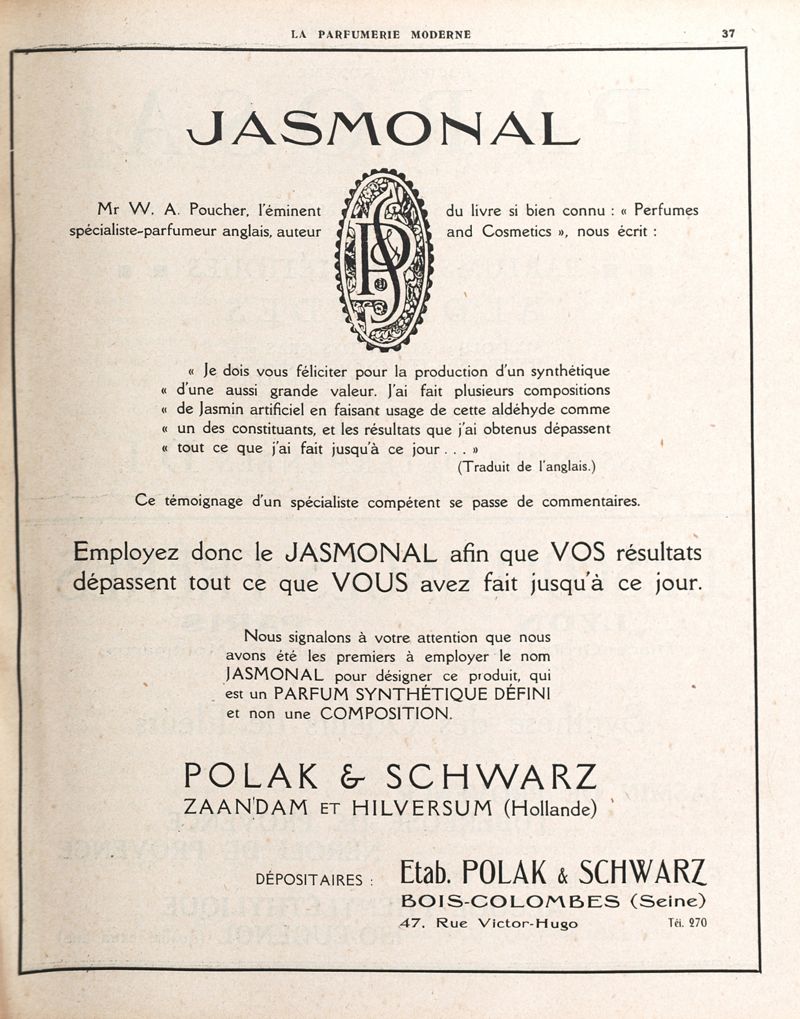 LA PARFUMERIE MODERNE
37
JASMONAL
Mr W. A. Poucher, l'éminent
spécialiste-parfumeur anglais, auteur
PS
du livre si bien connu : « Perfumes
and Cosmetics », nous écrit :
« Je dois vous féliciter pour la production d'un synthétique
« d'une aussi grande valeur. J'ai fait plusieurs compositions
« de Jasmin artificiel en faisant usage de cette aldéhyde comme
« un des constituants, et les résultats que j'ai obtenus dépassent
« tout ce que j'ai fait jusqu'à ce jour . . . »
(Traduit de l'anglais.)
Ce témoignage d'un spécialiste compétent se passe de commentaires.
Employez donc le JASMONAL afin que VOS résultats
dépassent tout ce que VOUS avez fait jusqu'à ce jour.
Nous signalons à votre attention que nous
avons été les premiers à employer le nom
JASMONAL pour désigner ce produit, qui
est un PARFUM SYNTHÉTIQUE DÉFINI
et non une COMPOSITION.
POLAK & SCHWARZ
ZAANDAM ET HILVERSUM (Hollande)
DÉPOSITAIRES :
Etab. POLAK & SCHWARZ
BOIS-COLOMBES (Seine)
47, Rue Victor-Hugo
Tél. 270